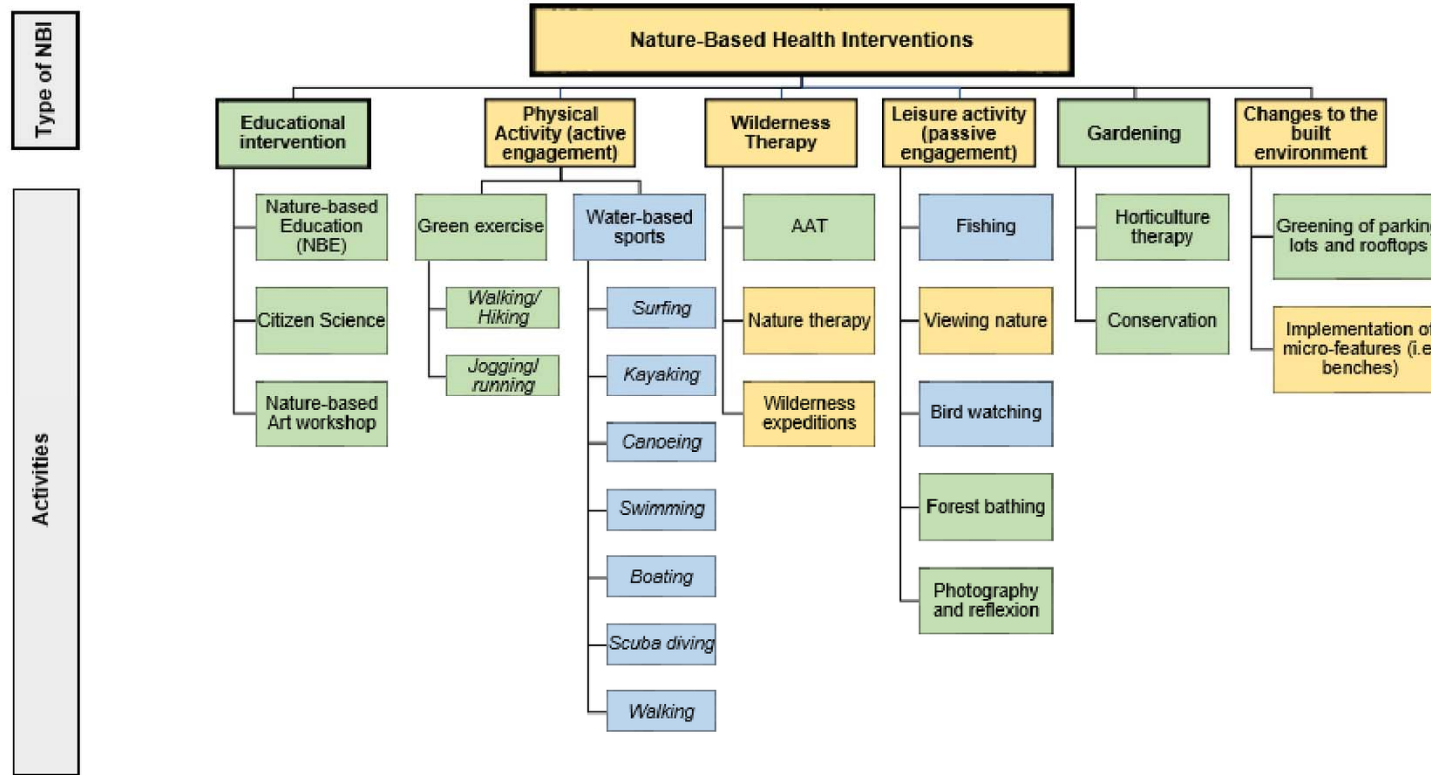 Type of NBI
Nature-Based Health Interventions
Educational
intervention
Physical
Activity (active
engagement)
Wilderness
Therapy
Leisure activity
(passive
engagement)
Gardening
Changes to the
built
environment
Activities
Nature-based
Education
(NBE)
Citizen Science
Nature-based
Art workshop
Green exercise
Walking/
Hiking
Jogging/
running
Water-based
sports
Surfing
Kayaking
Canoeing
Swimming
Boating
Scuba diving
Walking
AAT
Nature therapy
Wilderness
expeditions
Fishing
Viewing nature
Bird watching
Forest bathing
Photography
and reflexion
Horticulture
therapy
Conservation
Greening of parking
lots and rooftops
Implementation of
micro-features (i.e
benches)